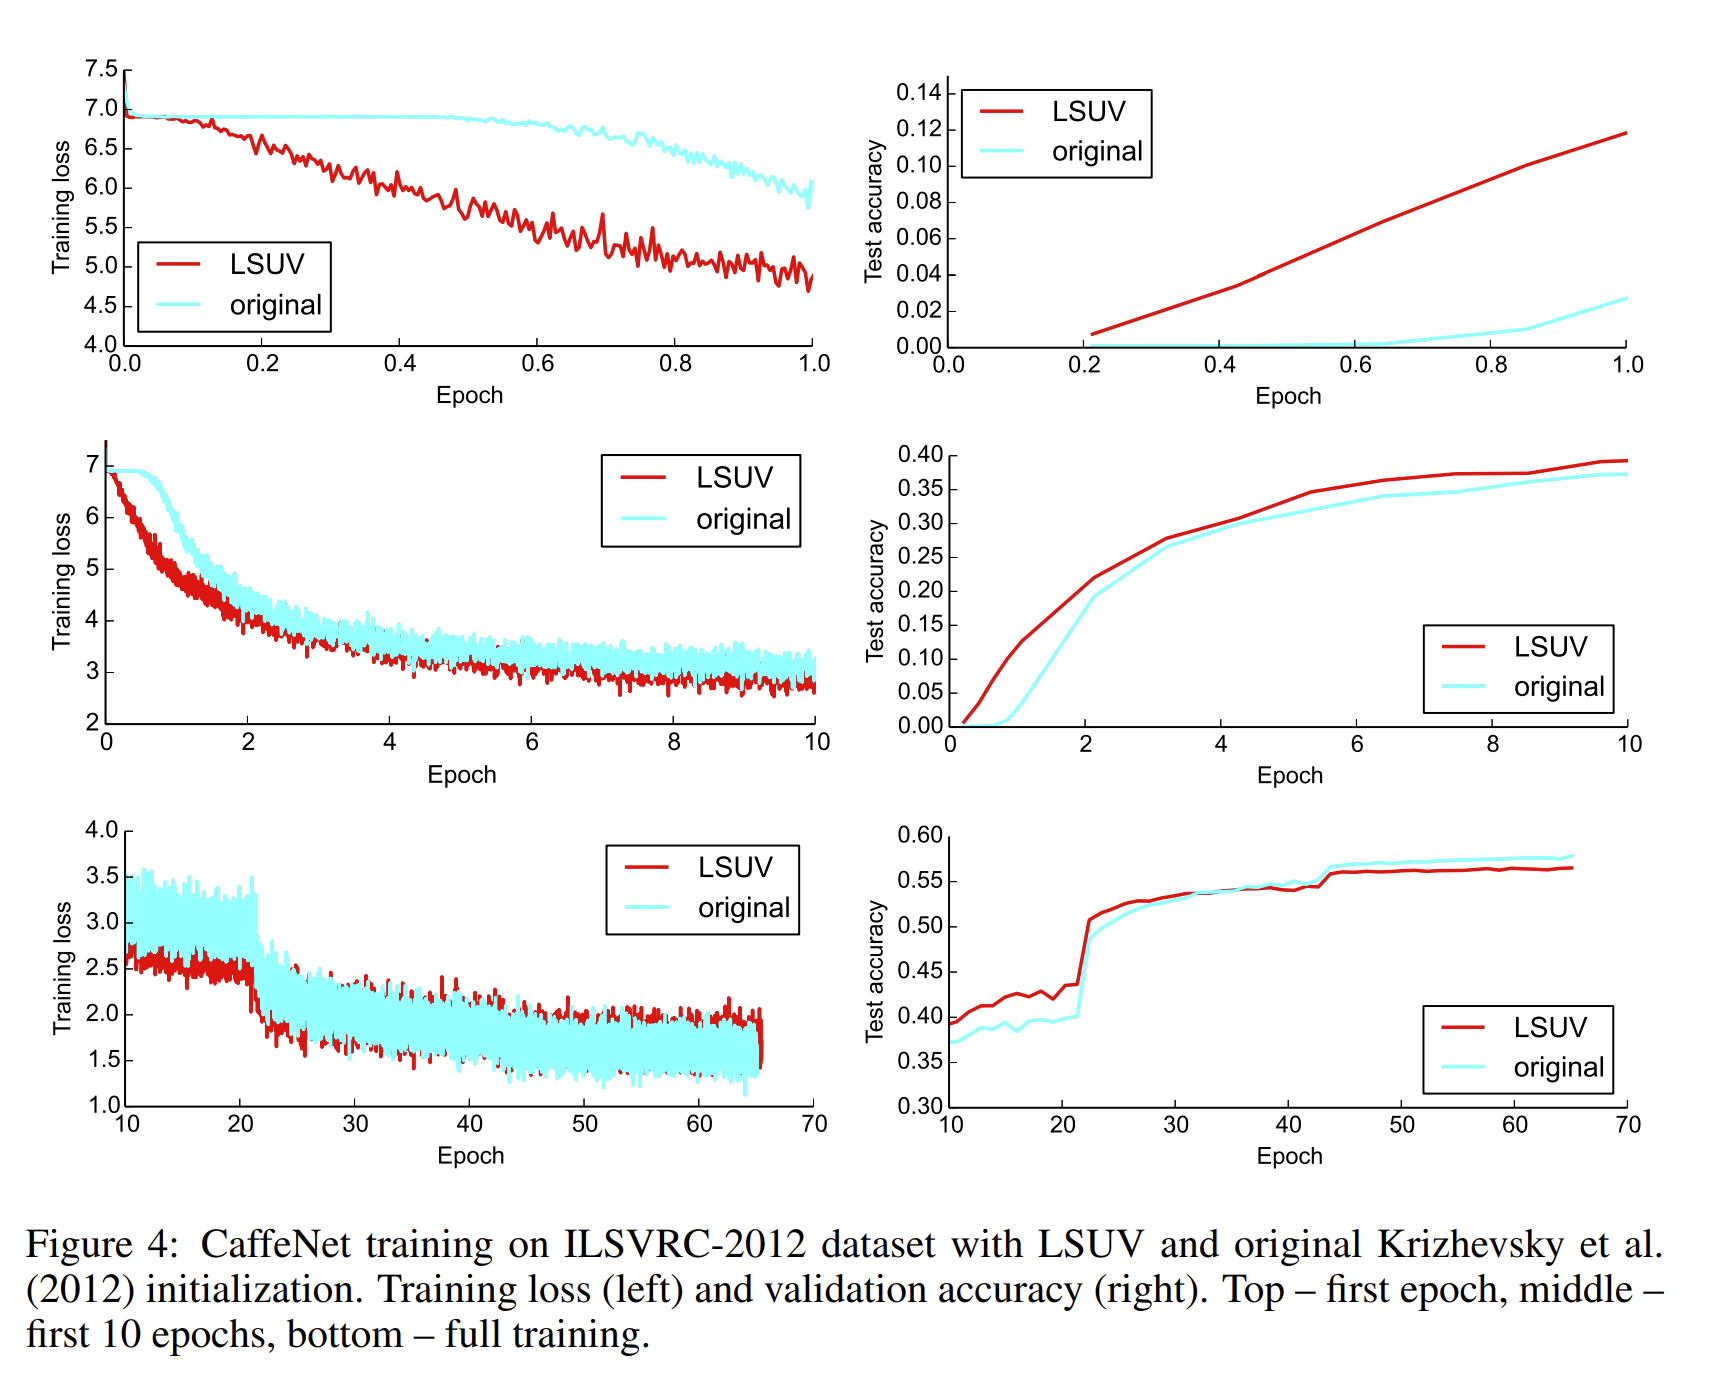 7.5
7.0
6.5
6.0
5.5
5.0
4.5
4.0
Training loss
LSUV
original
0.0 0.2 0.4 0.6 0.8 1.0
Epoch
0.14
0.12
0.10
0.08
0.06
0.04
0.02
0.00
Test accuracy
LSUV
original
0.0 0.2 0.4 0.6 0.8 1.0
Epoch
7
6
5
4
3
2
Training loss
LSUV
original
0 2 4 6 8 10
Epoch
0.40
0.35
0.30
0.25
0.20
0.15
0.10
0.05
0.00
Test accuracy
LSUV
original
0 2 4 6 8 10
Epoch
4.0
3.5
3.0
2.5
2.0
1.5
1.0
Training loss
LSUV
original
10 20 30 40 50 60 70
Epoch
0.60
0.55
0.50
0.45
0.40
0.35
0.30
Test accuracy
LSUV
original
10 20 30 40 50 60 70
Epoch
Figure 4: CaffeNet training on ILSVRC-2012 dataset with LSUV and original Krizhevsky et al.
(2012) initialization. Training loss (left) and validation accuracy (right). Top – first epoch, middle –
first 10 epochs, bottom – full training.